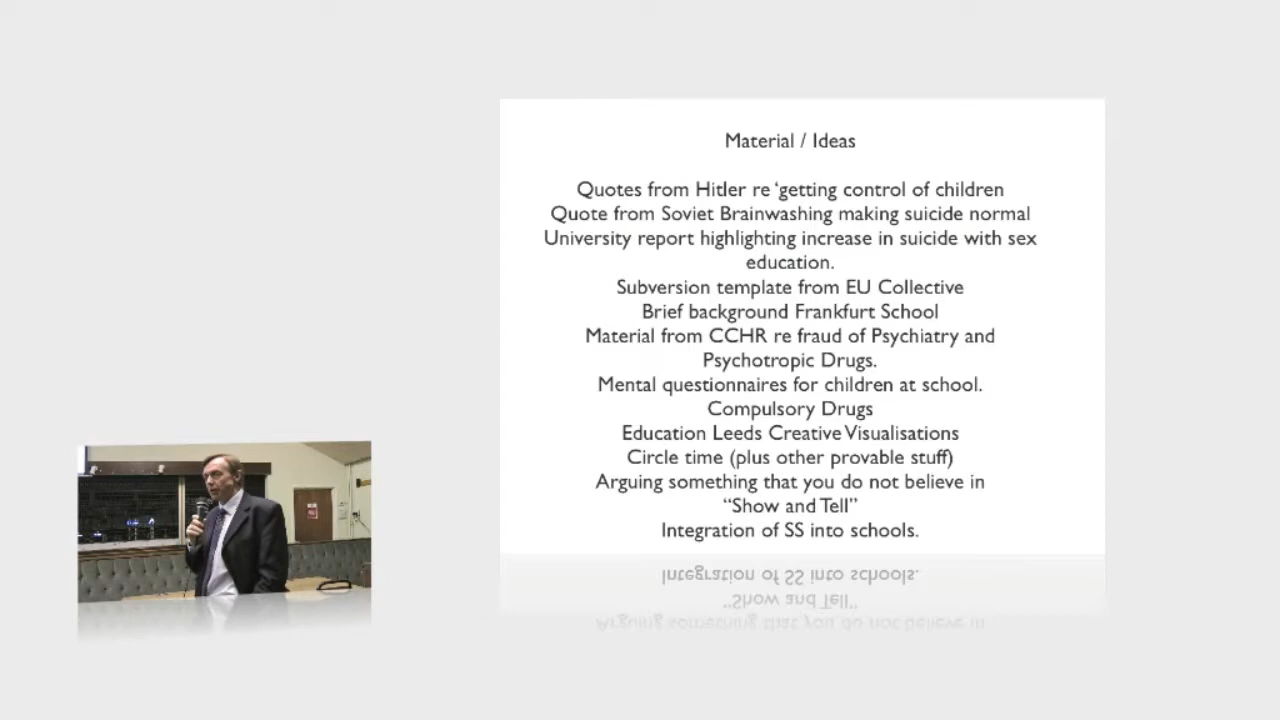 Material / Ideas
Quotes from Hitler re ‘getting control of children
Quote from Soviet Brainwashing making suicide normal
University report highlighting increase in suicide with sex
education.
Subversion template from EU Collective
Brief background Frankfurt School
Material from CCHR re fraud of Psychiatry and
Psychotropic Drugs.
Mental questionnaires for children at school.
Compulsory Drugs
Education Leeds Creative Visualisations
Circle time (plus other provable stuff)
Arguing something that you do not believe in
“Show and Tell”
Integration of SS into schools.